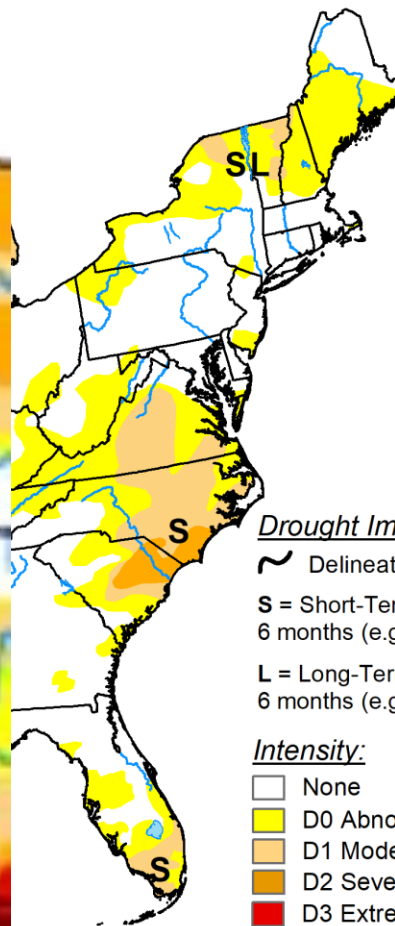 SL
S
S
Drought Im
Delineat
S = Short-Ter
6 months (e.g
L = Long-Ter
6 months (e.g
Intensity:
None
D0 Abno
D1 Mode
D2 Seve
D3 Extre